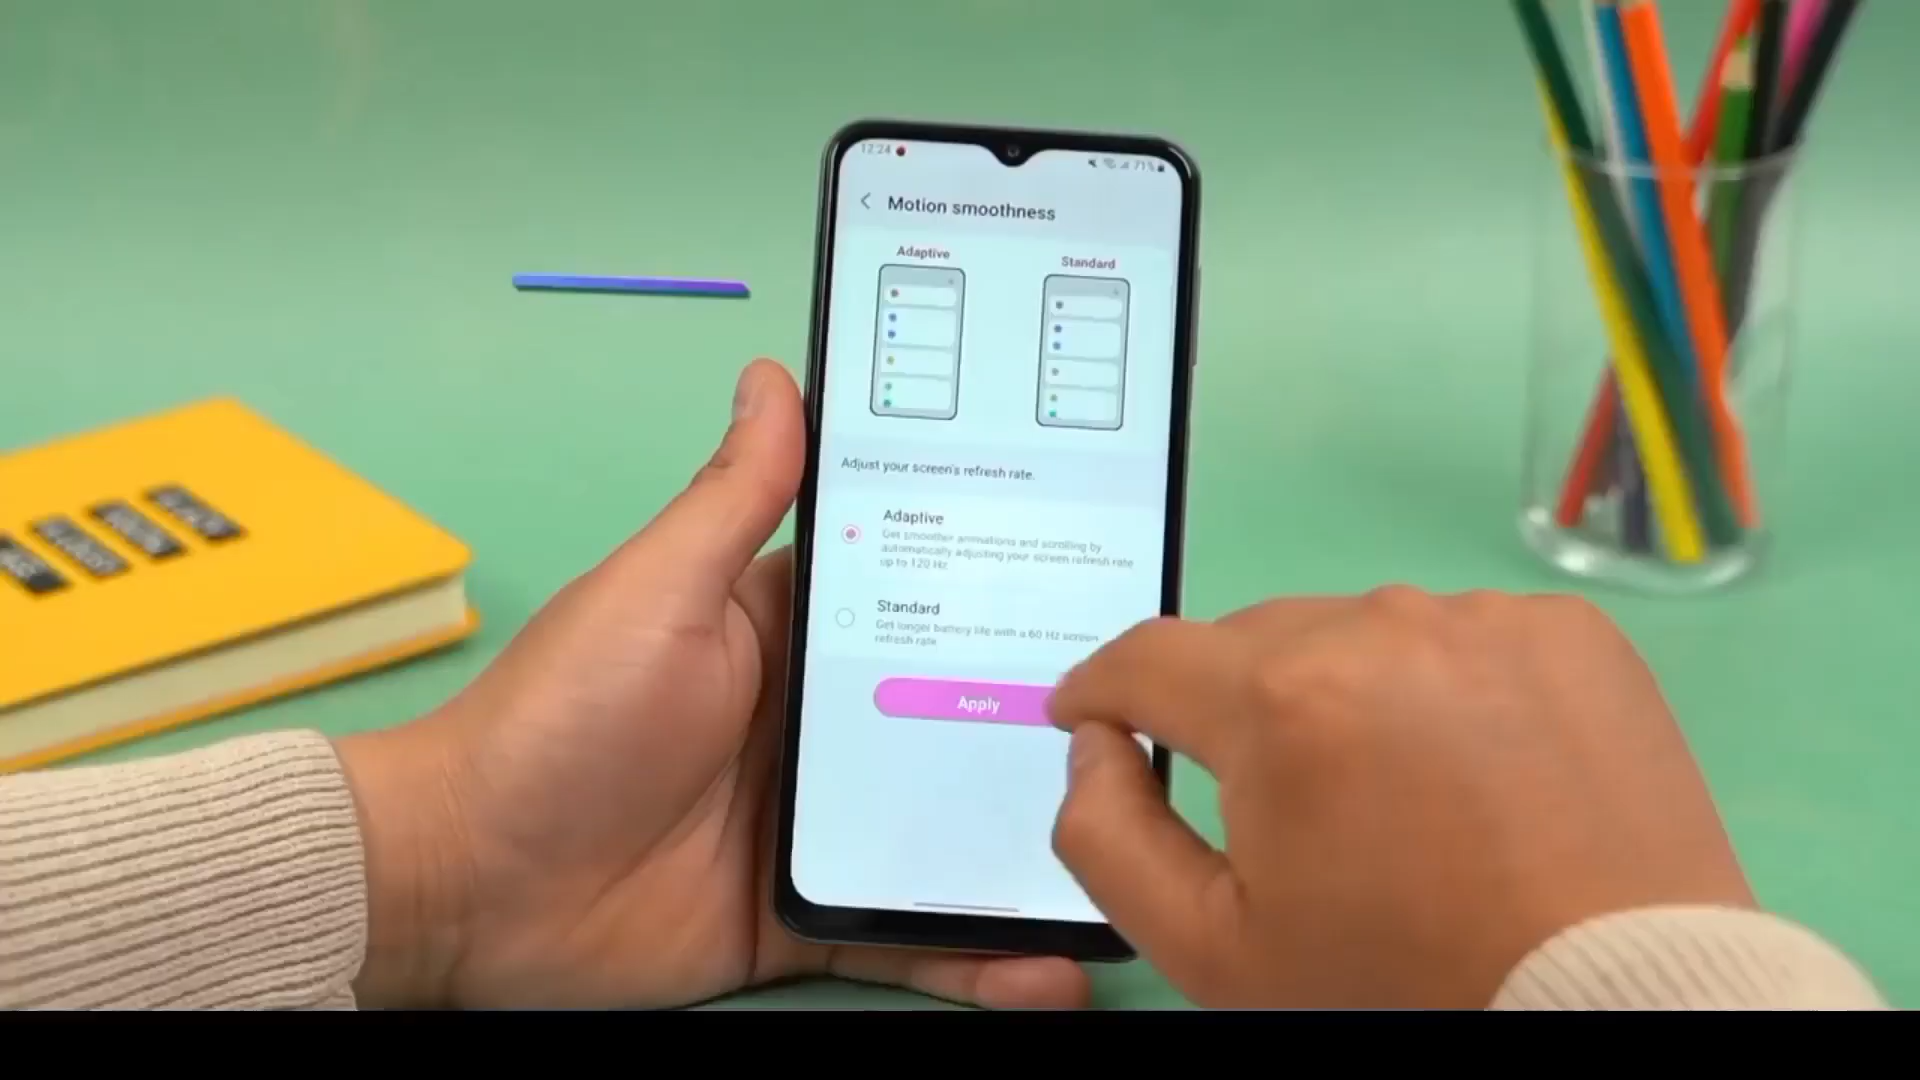 12:24
71%
Motion smoothness
Adaptive
Standard
Adjust your screen's refresh rate.
Adaptive
Get smoother animations and scrolling by
automatically adjusting your screen refresh rate
up to 120 Hz.
Standard
Get longer battery life with a 60 Hz screen
refresh rate.
Apply